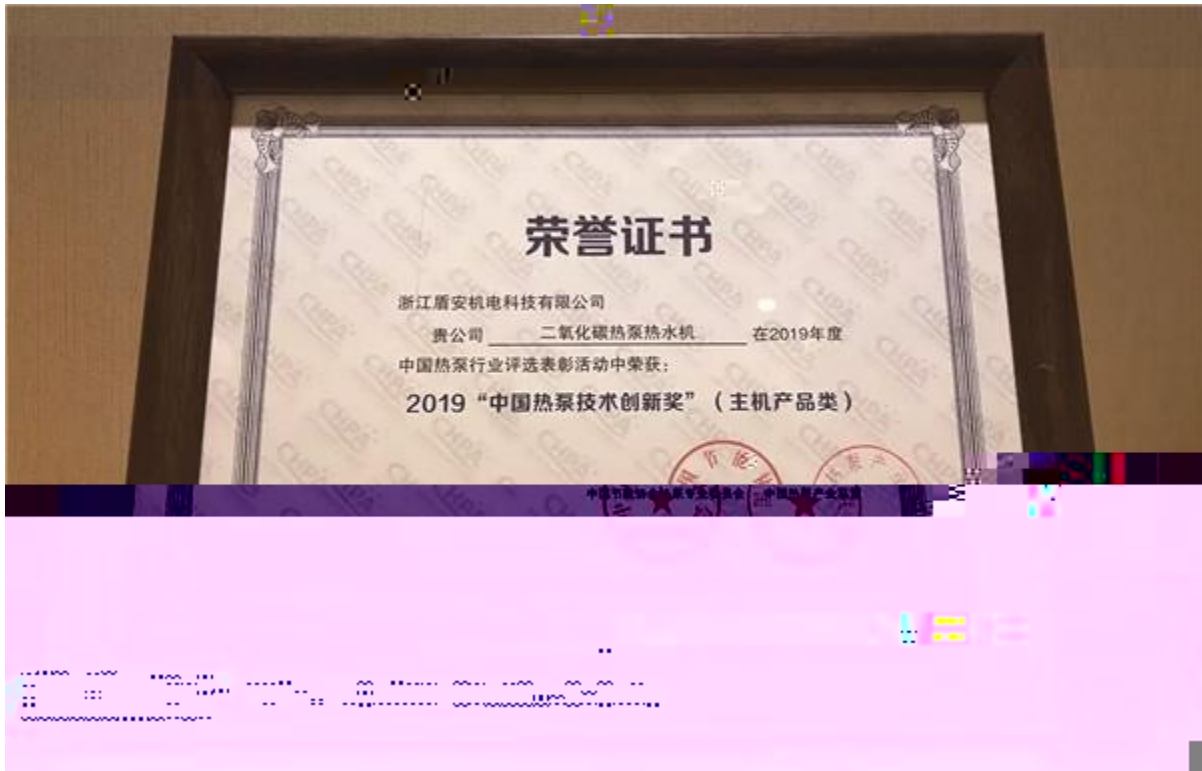 荣誉证书
浙江盾安机电科技有限公司
贵公司 二氧化碳热泵热水机 在2019年度
中国热泵行业评选表彰活动中荣获：
2019“中国热泵技术创新奖”（主机产品类）